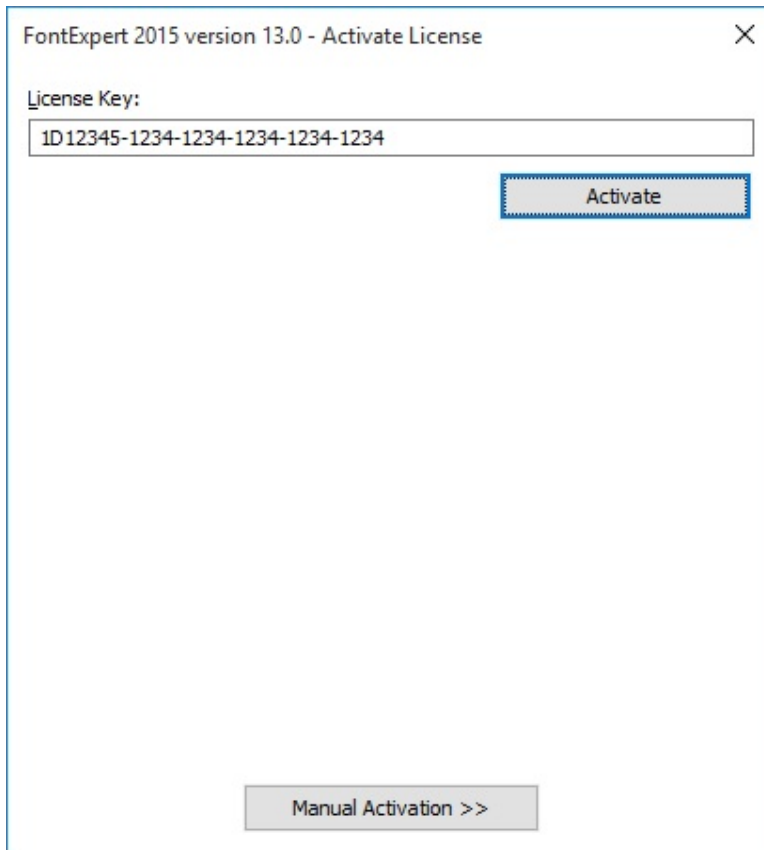 FontExpert 2015 version 13.0 - Activate License
License Key:
1D12345-1234-1234-1234-1234-1234
Activate
Manual Activation >>